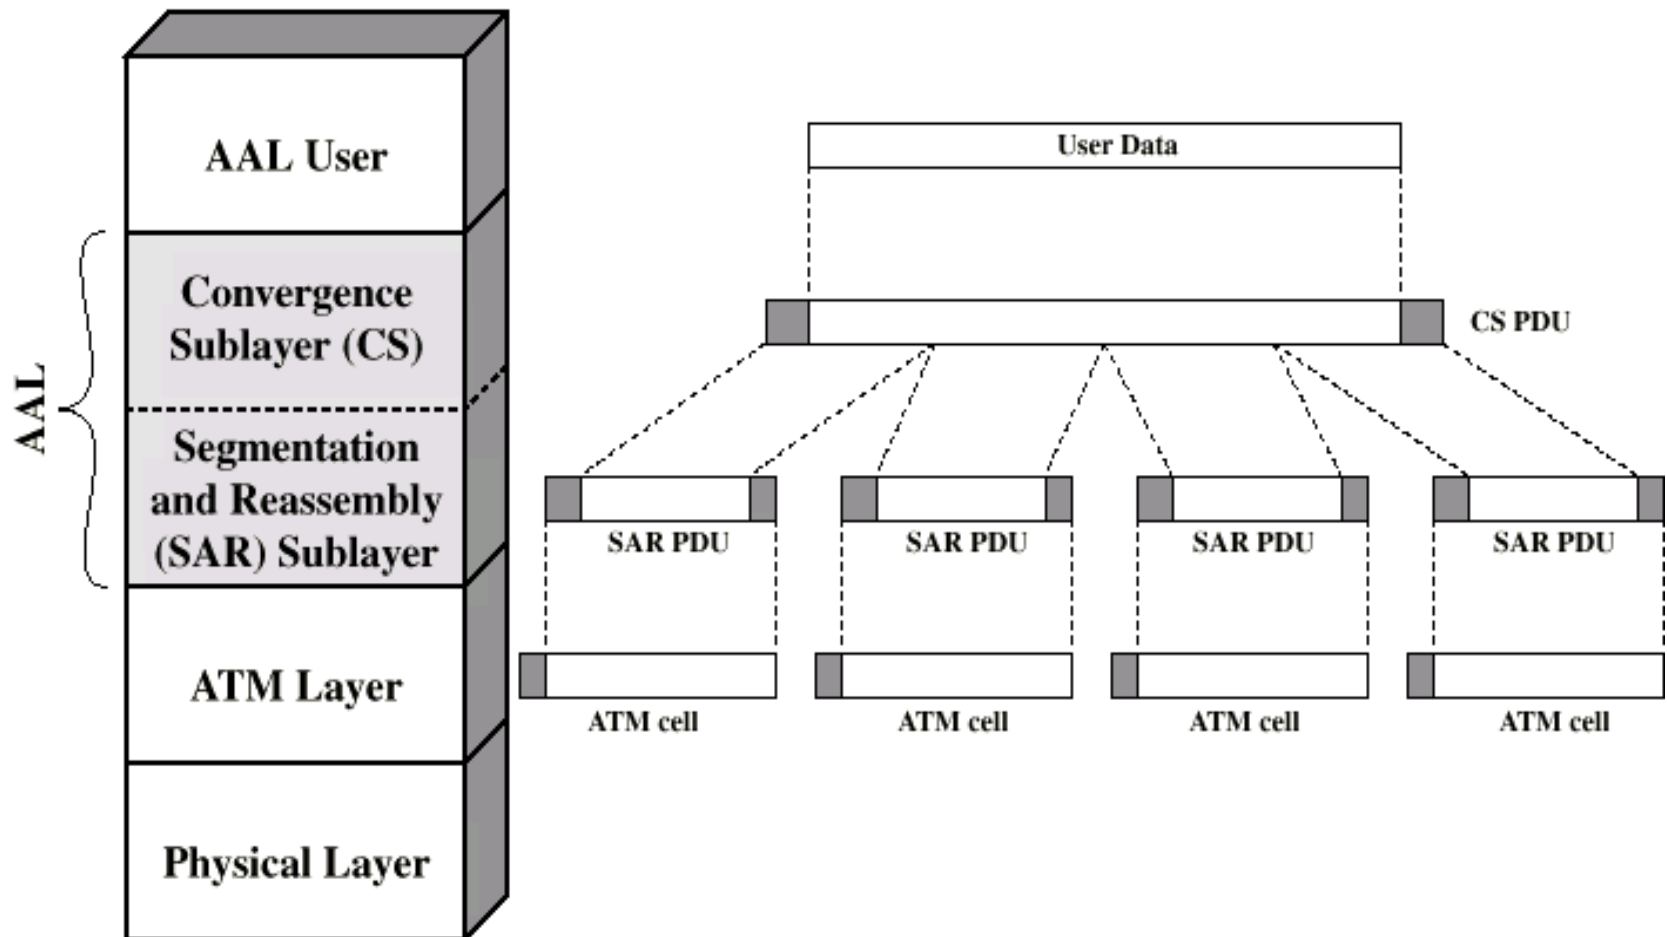 AAL User
Convergence
Sublayer (CS)
AAL
Segmentation
and Reassembly
(SAR) Sublayer
ATM Layer
Physical Layer
User Data
CS PDU
SAR PDU
SAR PDU
SAR PDU
SAR PDU
ATM cell
ATM cell
ATM cell
ATM cell